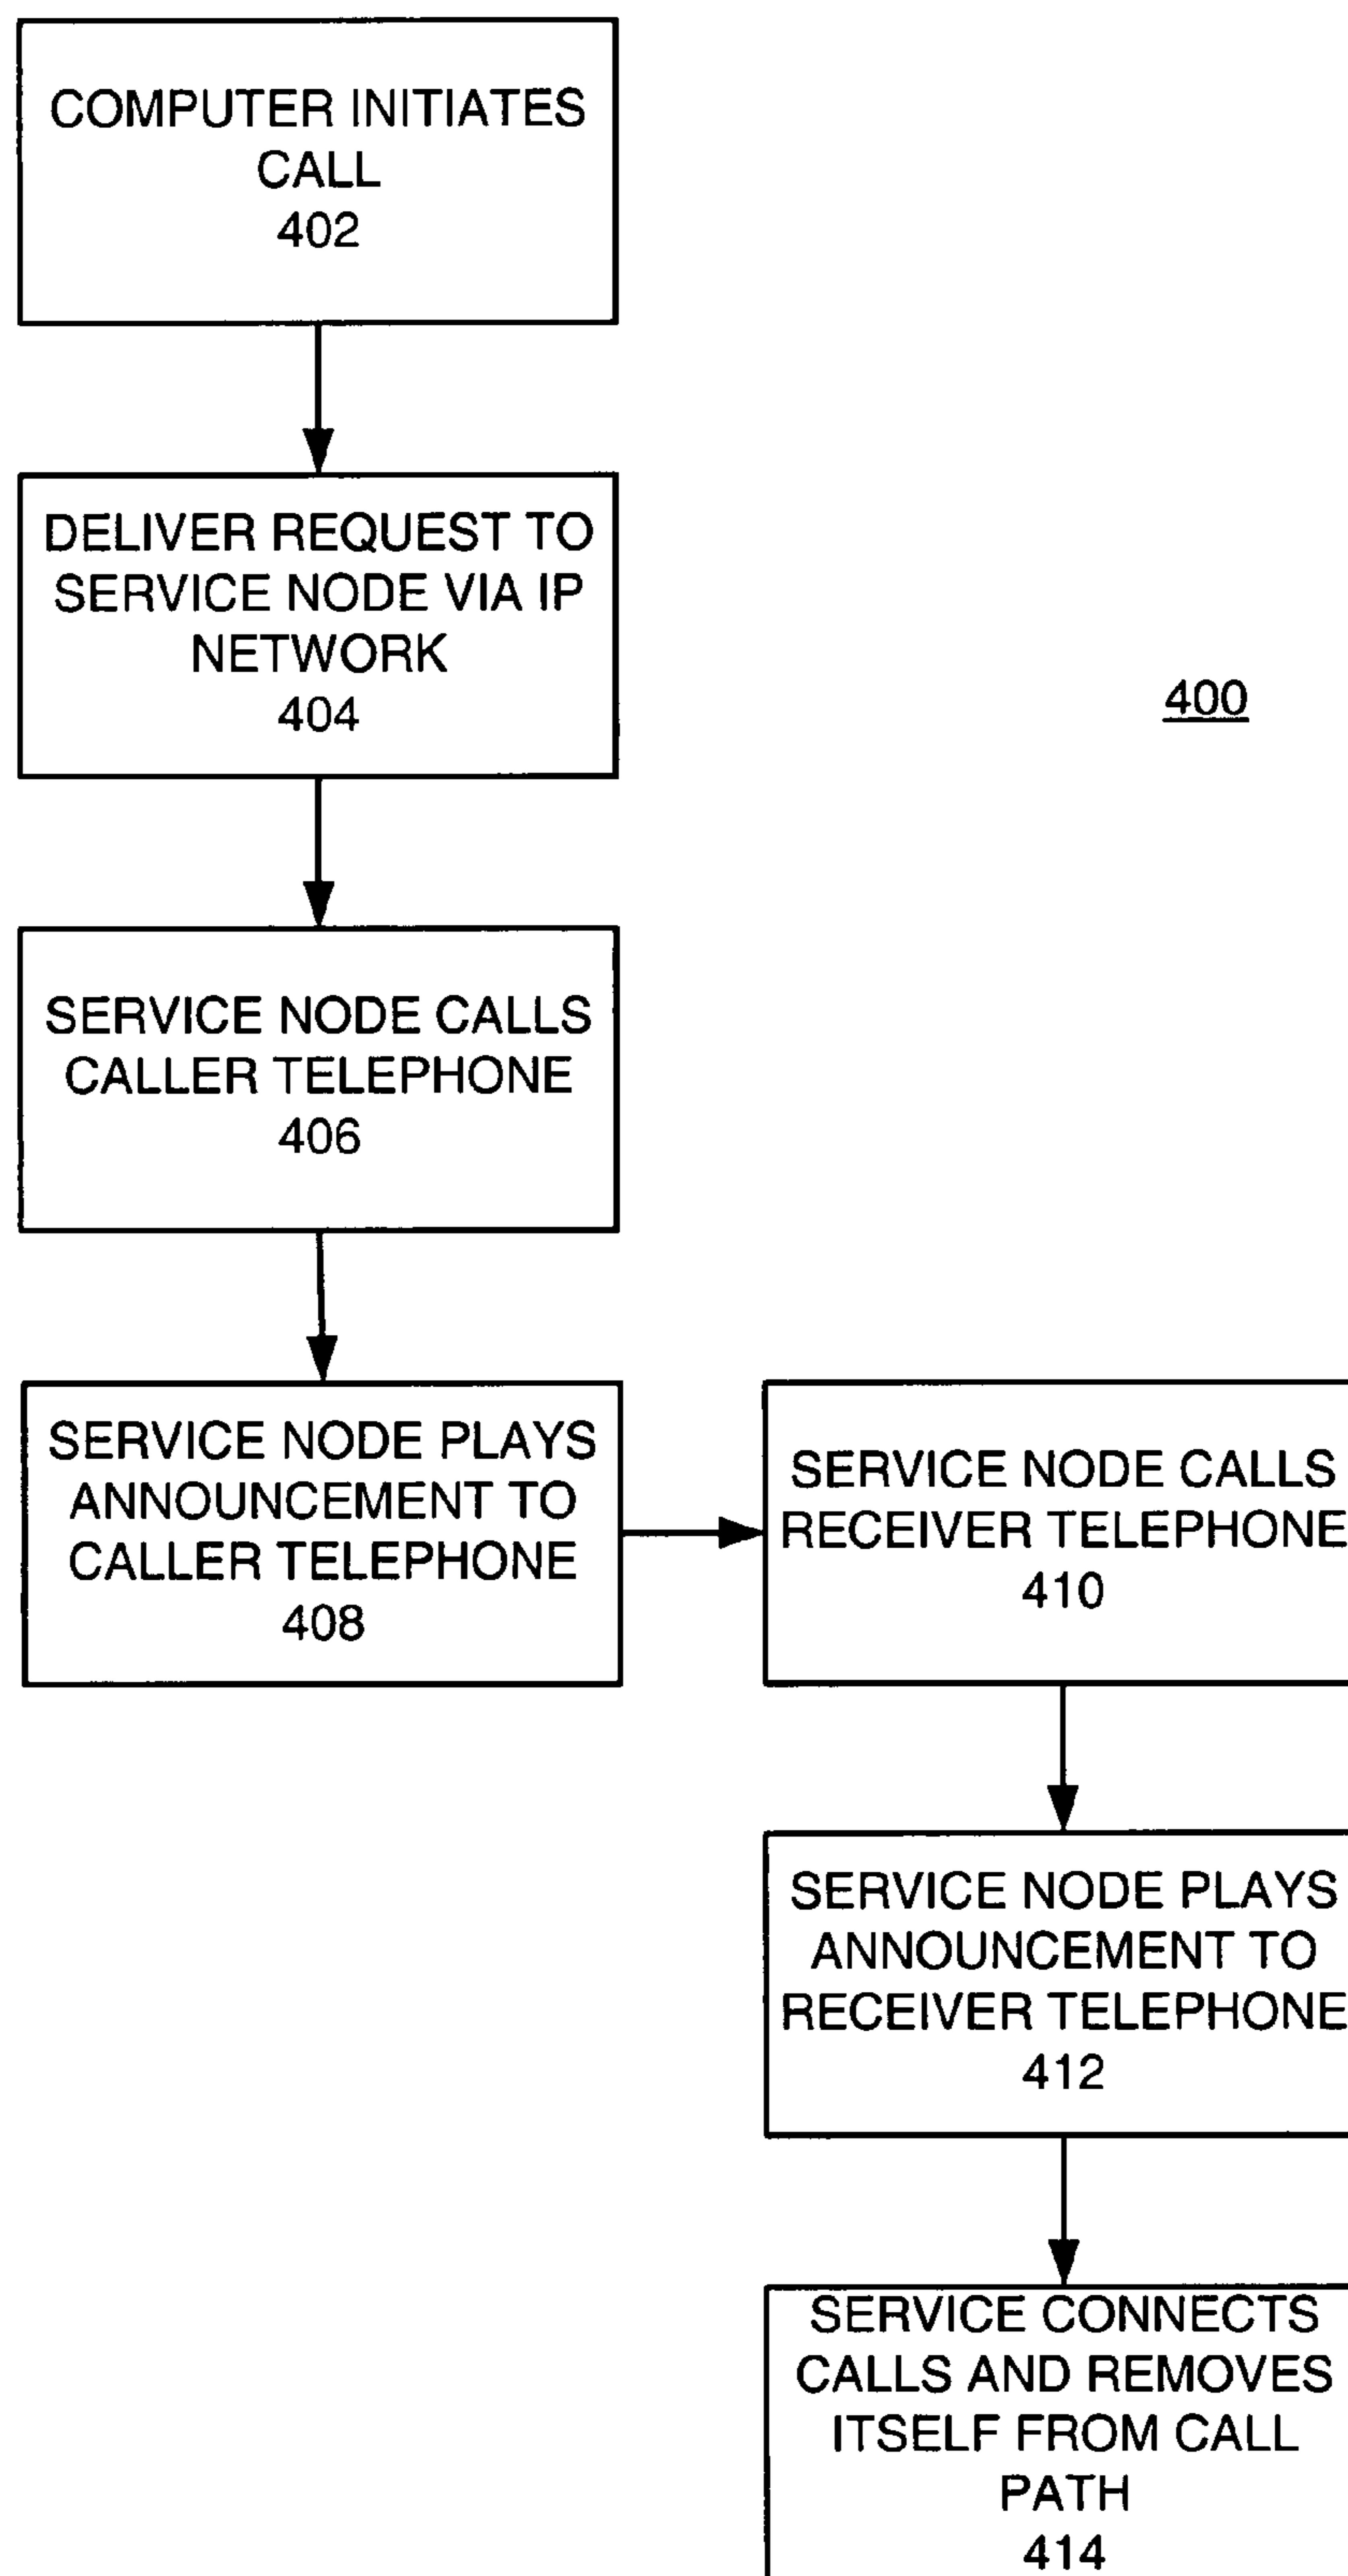 COMPUTER INITIATES
CALL
402
DELIVER REQUEST TO
SERVICE NODE VIA IP
NETWORK
404
400
SERVICE NODE CALLS
CALLER TELEPHONE
406
SERVICE NODE PLAYS
ANNOUNCEMENT TO
CALLER TELEPHONE
408
SERVICE NODE CALLS
RECEIVER TELEPHONE
410
SERVICE NODE PLAYS
ANNOUNCEMENT TO
RECEIVER TELEPHONE
412
SERVICE CONNECTS
CALLS AND REMOVES
ITSELF FROM CALL
PATH
414